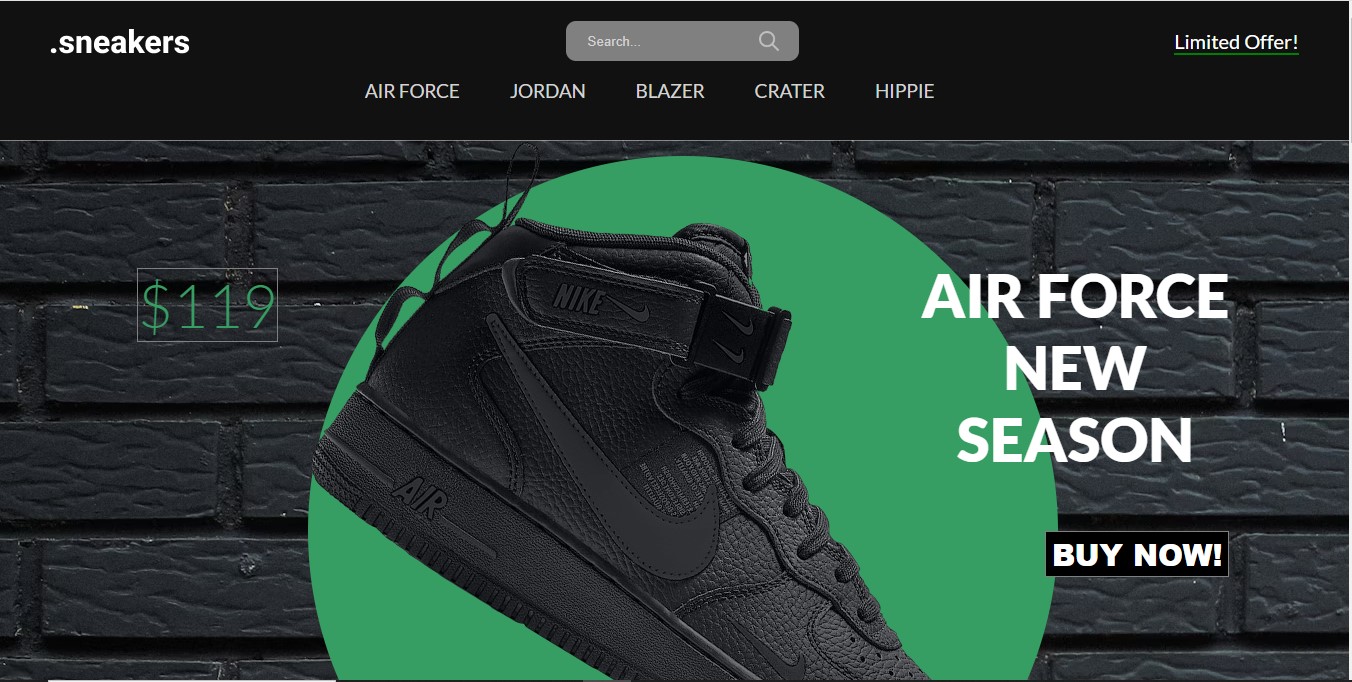 .sneakers
Search...
Limited Offer!
AIR FORCE
JORDAN
BLAZER
CRATER
HIPPIE
$119
NIKE
AIR
AIR FORCE
NEW
SEASON
BUY NOW!